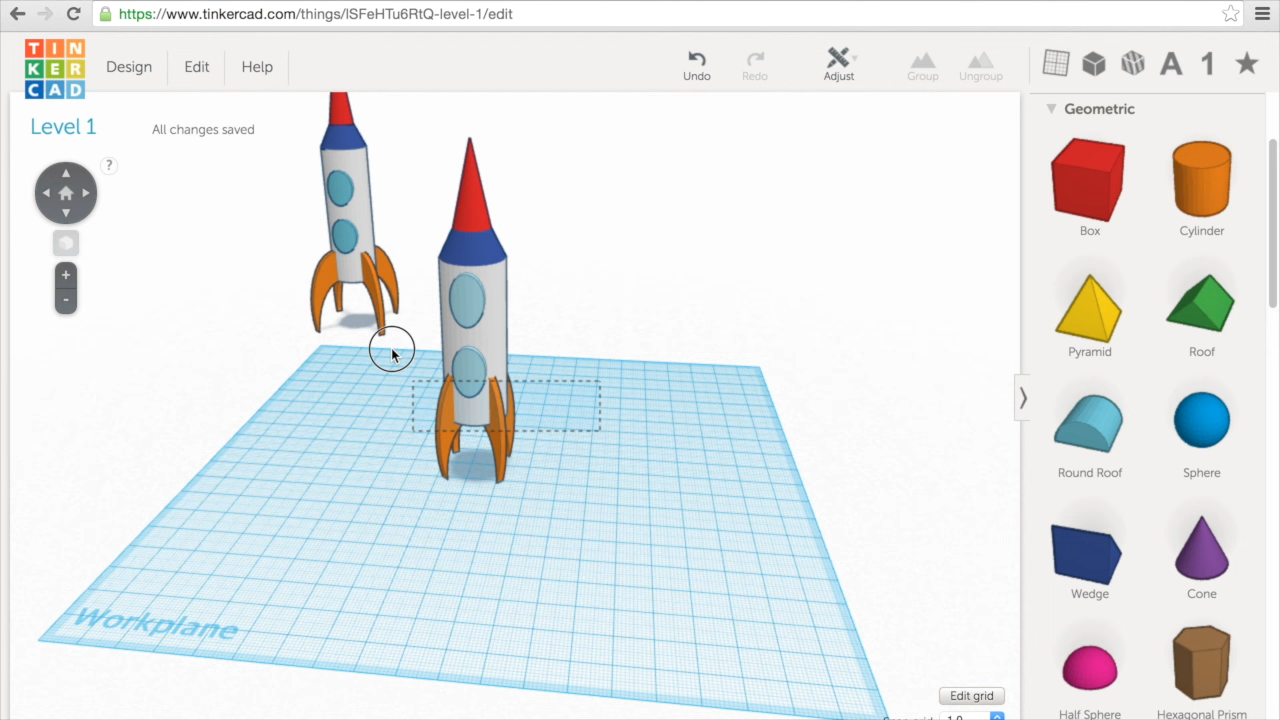 https://www.tinkercad.com/things/lSFeHTu6RtQ-level-1/edit
TIN
KER
CAD
Design
Edit
Help
Undo
Redo
Adjust
Group
Ungroup
A
1
Level 1
All changes saved
?
+
-
Geometric
Box
Cylinder
Pyramid
Roof
Round Roof
Sphere
Wedge
Cone
Half Sphere
Hexagonal Prism
Workplane
Edit grid